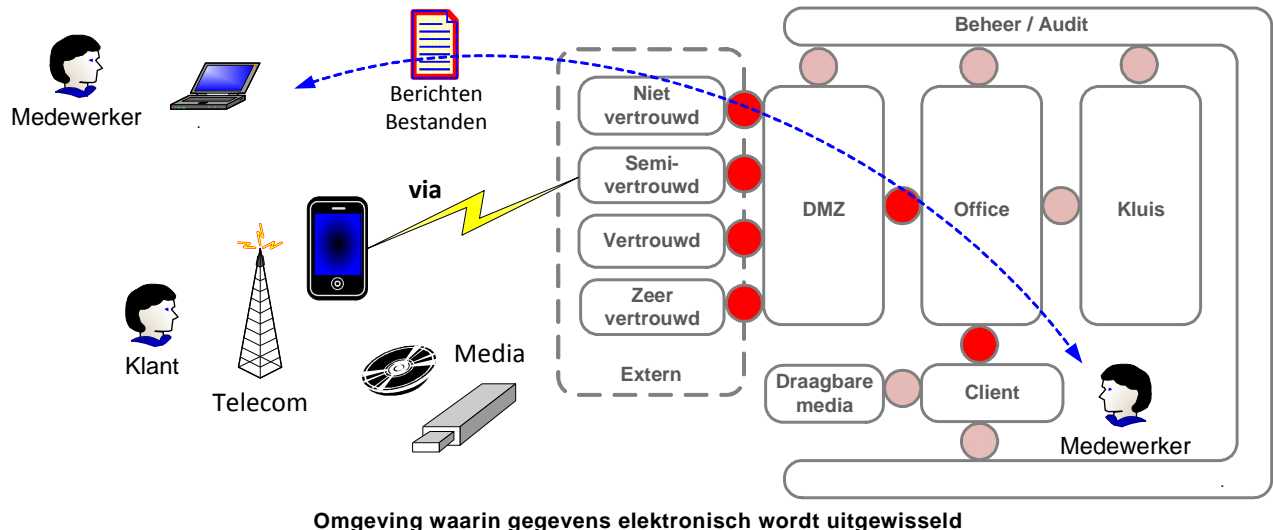 Beheer / Audit
Medewerker
Berichten
Bestanden
Niet
vertrouwd
Semi-
vertrouwd
via
Vertrouwd
Zeer
vertrouwd
Extern
DMZ
Office
Kluis
Klant
Telecom
Media
Draagbare
media
Client
Medewerker
Omgeving waarin gegevens elektronisch wordt uitgewisseld